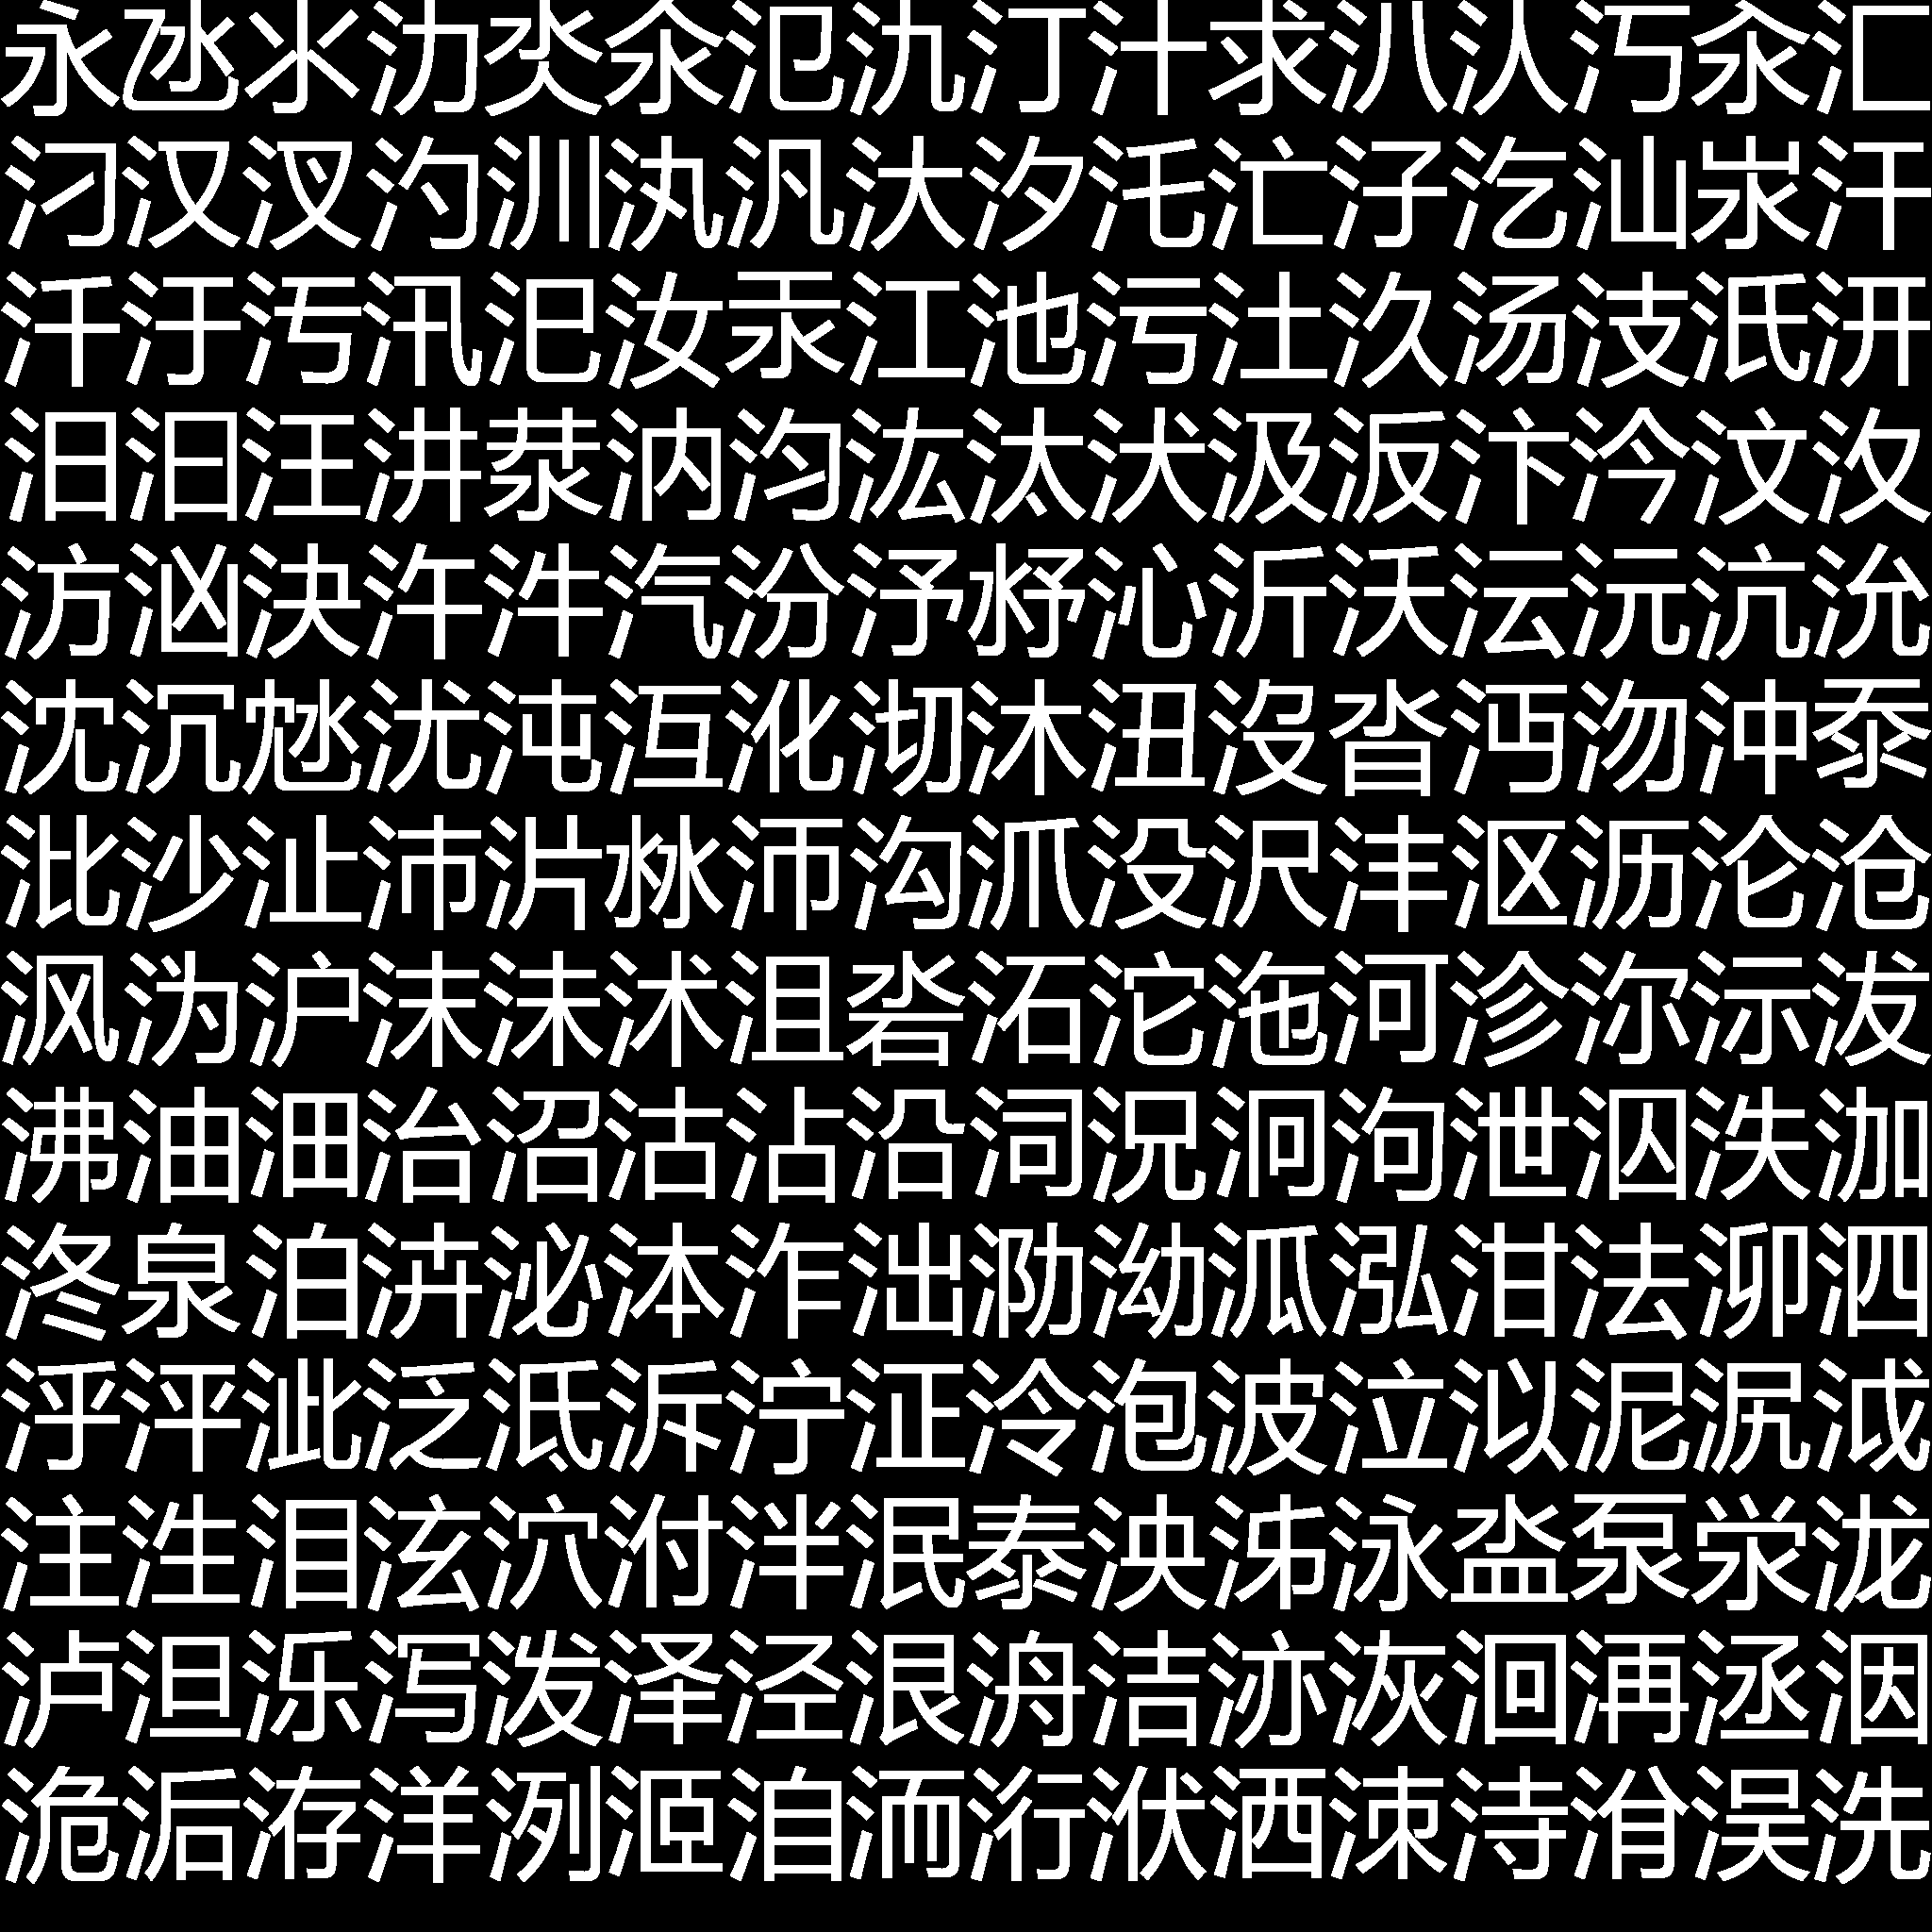 永氹氺氻氼氽氾氿汀汁求汃汄汅汆汇
汈汉汊汋汌汍汎汏汐汑汒汓汔汕汖汗
汘汙汚汛汜汝汞江池污汢汣汤汥汦汧
汨汩汪汫汬汭汮汯汰汱汲汳汴汵汶汷
汸汹決汻汼汽汾汿沀沁沂沃沄沅沆沇
沈沉沊沋沌沍沎沏沐沑沒沓沔沕沖沗
沘沙沚沛沜沝沞沟沠没沢沣沤沥沦沧
沨沩沪沫沬沭沮沯沰沱沲河沴沵沶沷
沸油沺治沼沽沾沿泀況泂泃泄泅泆泇
泈泉泊泋泌泍泎泏泐泑泒泓泔法泖泗
泘泙泚泛泜泝泞泟泠泡波泣泤泥泦泧
注泩泪泫泬泭泮泯泰泱泲泳泴泵泶泷
泸泹泺泻泼泽泾泿洀洁洂洃洄洅洆洇
洈洉洊洋洌洍洎洏洐洑洒洓洔洕洖洗